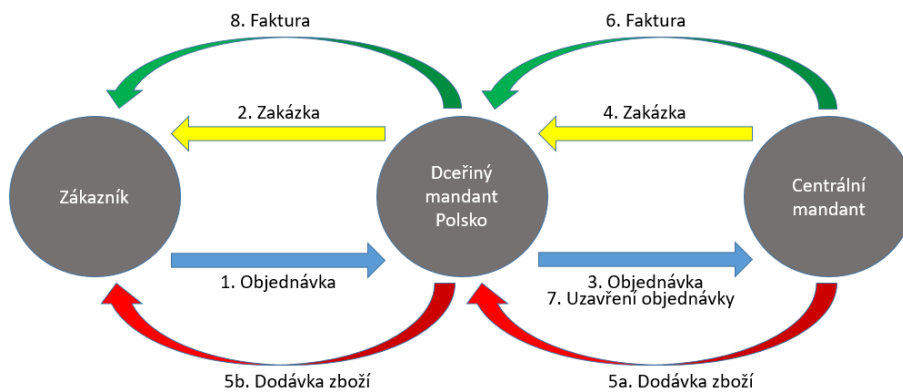 8. Faktura
6. Faktura
2. Zakázka
4. Zakázka
Zákazník
Dceřiný
mandant
Polsko
Centrální
mandant
1. Objednávka
3. Objednávka
7. Uzavření objednávky
5b. Dodávka zboží
5a. Dodávka zboží